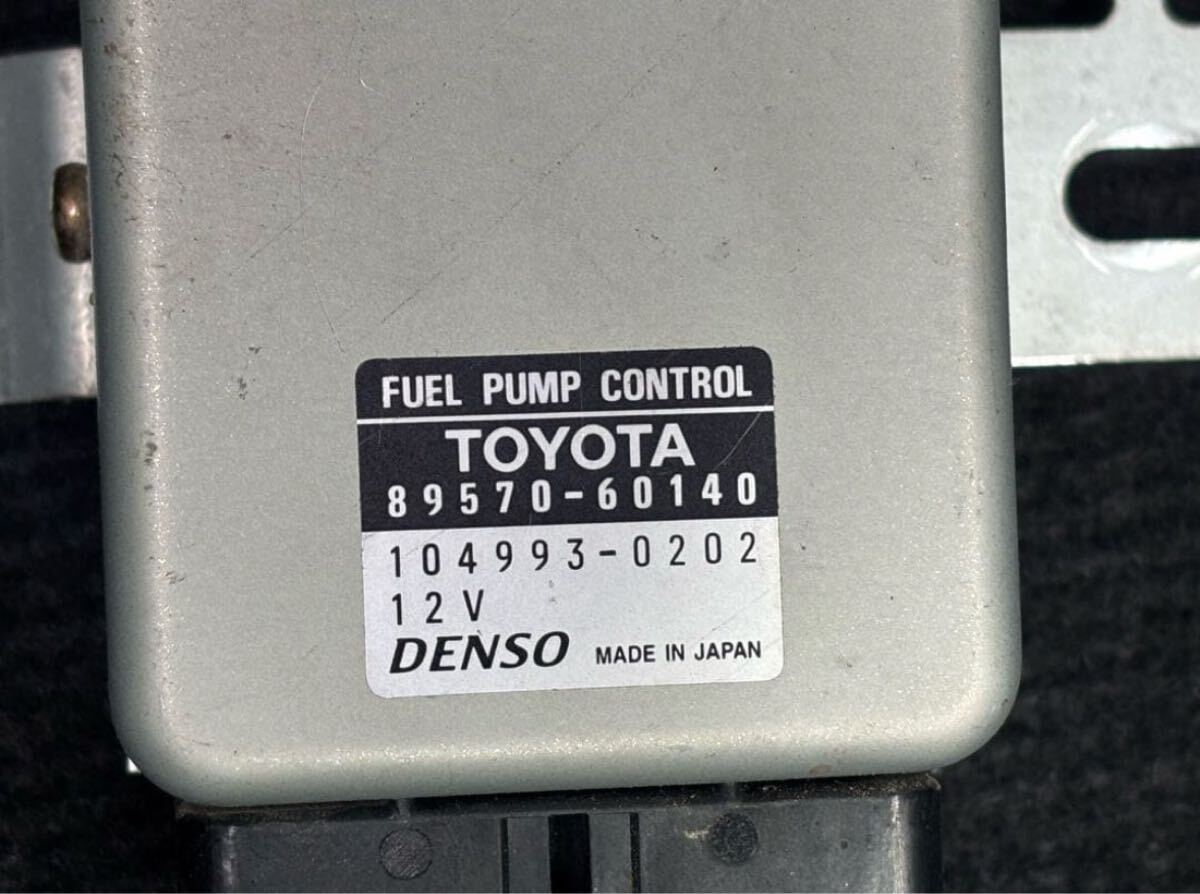 FUEL PUMP CONTROL
TOYOTA
89570-60140
104993-0202
12V
DENSO MADE IN JAPAN